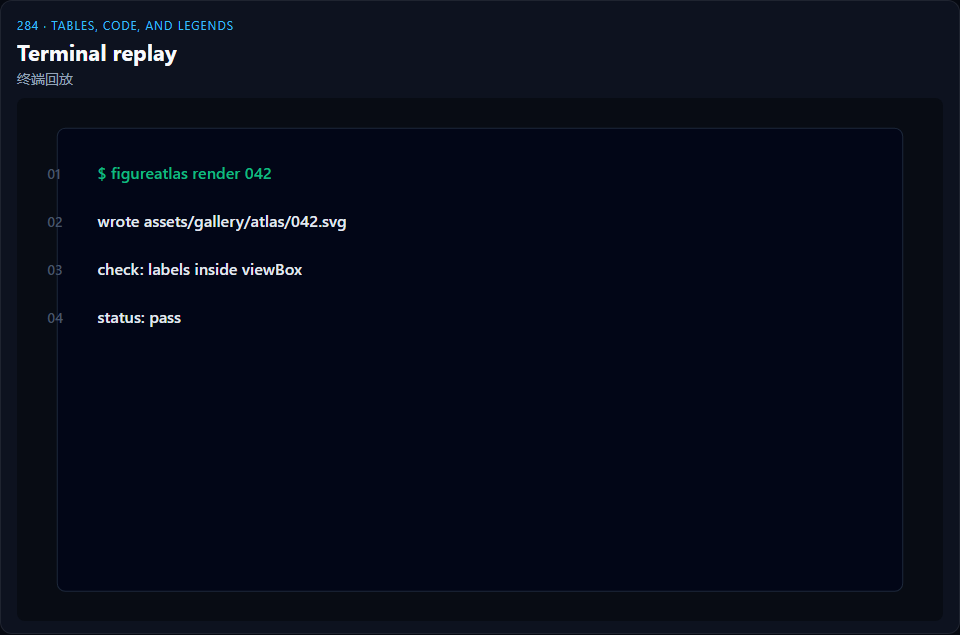 284 · TABLES, CODE, AND LEGENDS
Terminal replay
终端回放
01 $ figureatlas render 042
02 wrote assets/gallery/atlas/042.svg
03 check: labels inside viewBox
04 status: pass